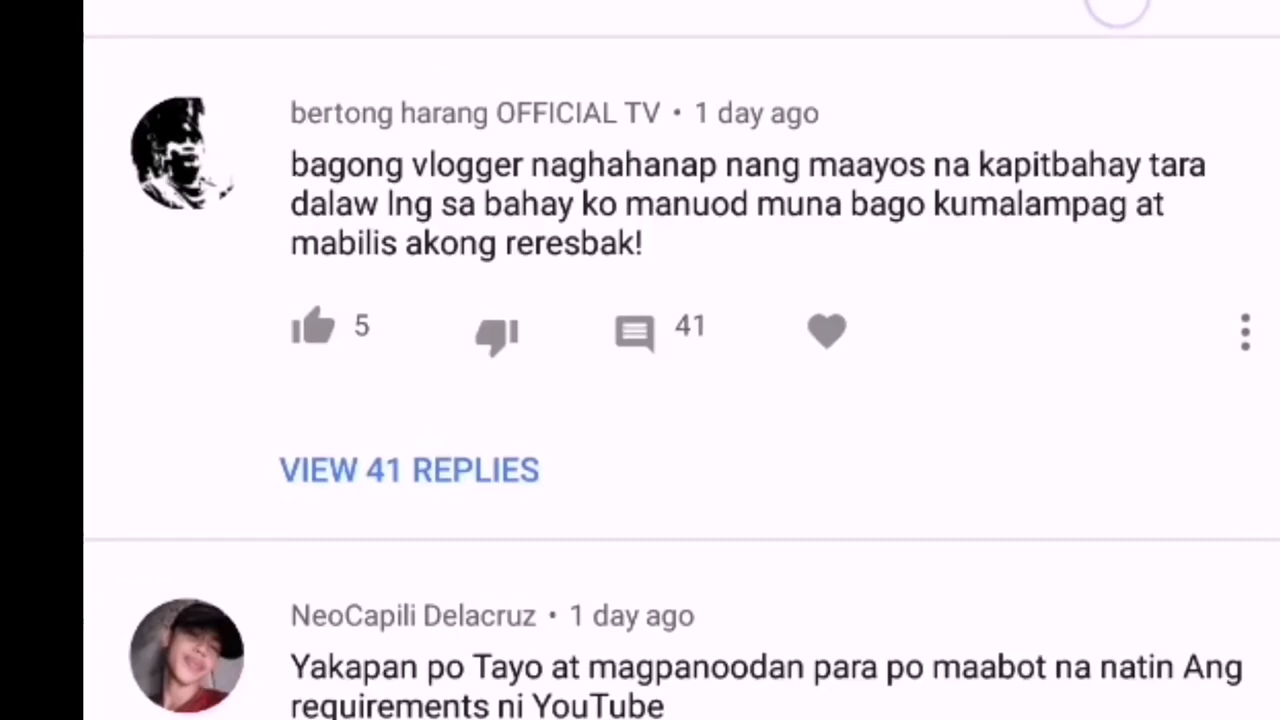 bertong harang OFFICIAL TV • 1 day ago
bagong vlogger naghahanap nang maayos na kapitbahay tara
dalaw lng sa bahay ko manuod muna bago kumalampag at
mabilis akong reresbak!
5
41
VIEW 41 REPLIES
NeoCapili Delacruz • 1 day ago
Yakapan po Tayo at magpanoodan para po maabot na natin Ang
requirements ni YouTube